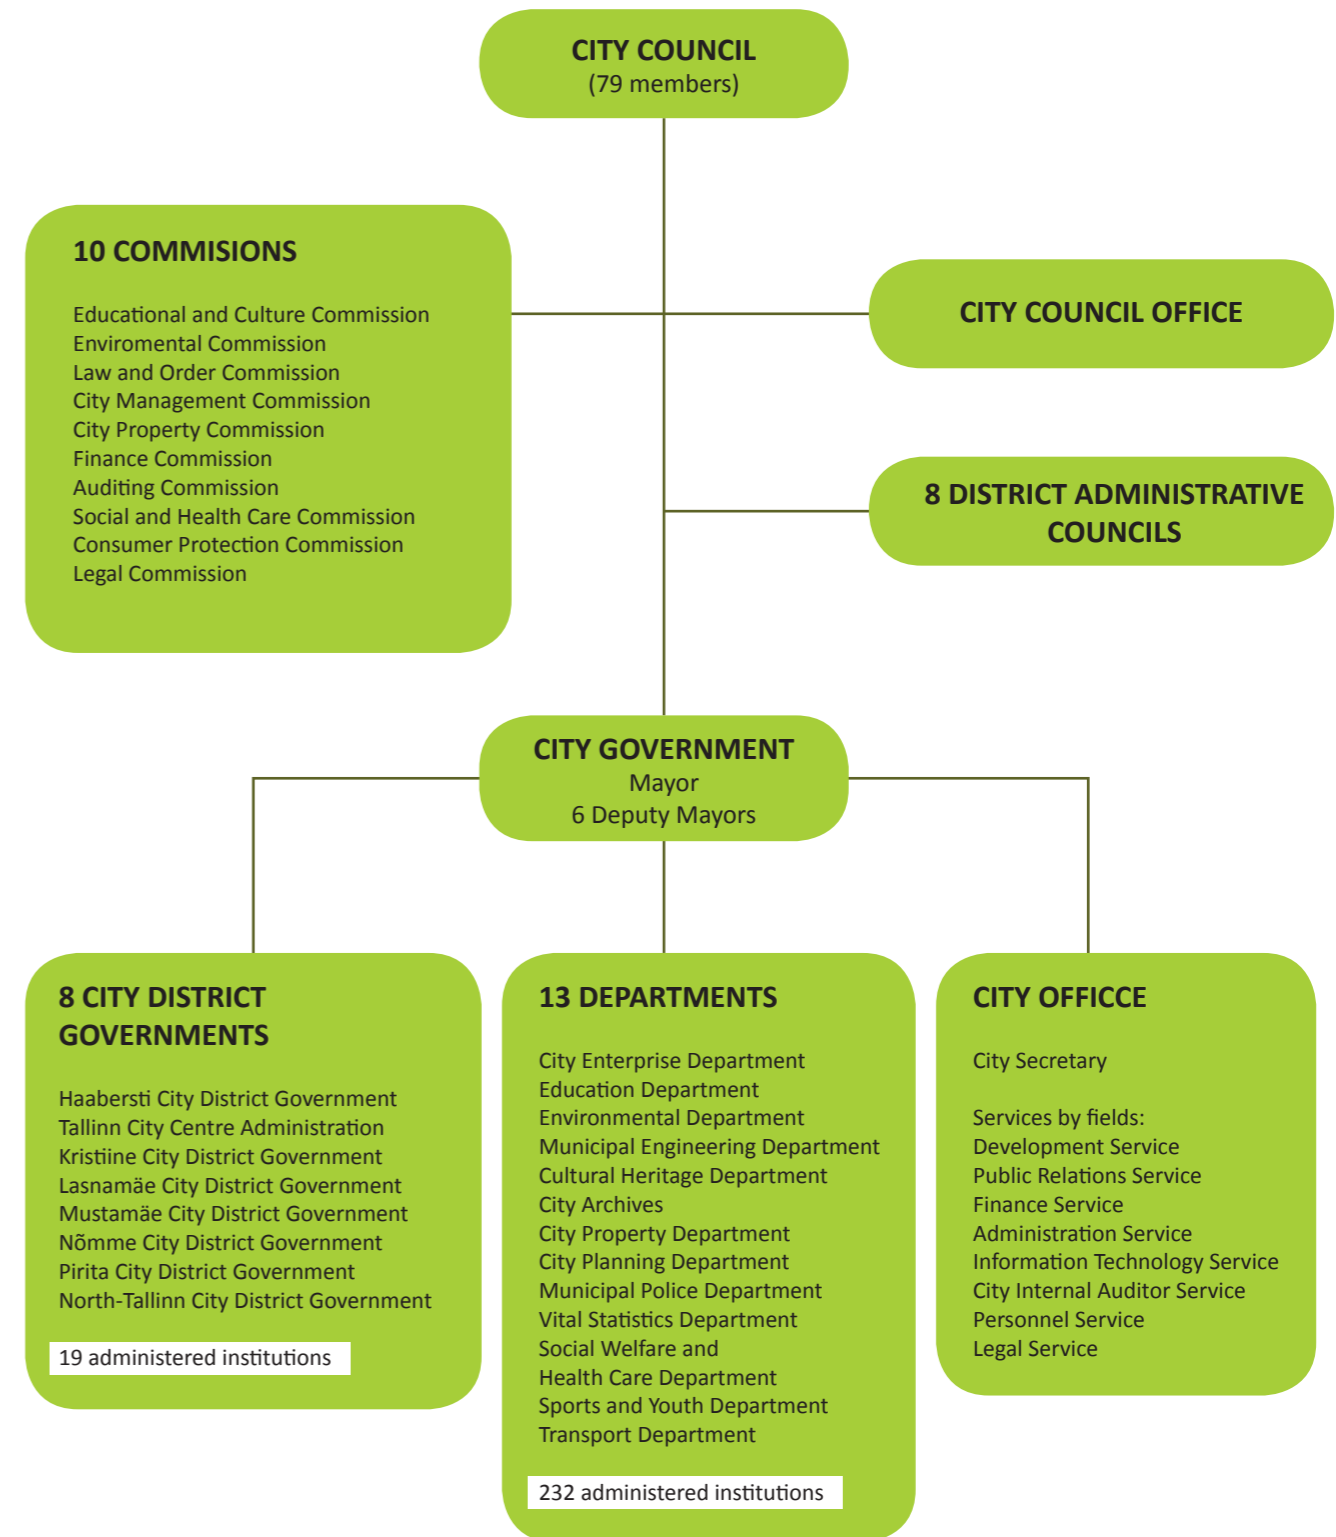 CITY COUNCIL
(79 members)
10 COMMISIONS
Educational and Culture Commission
Enviromental Commission
Law and Order Commission
City Management Commission
City Property Commission
Finance Commission
Auditing Commission
Social and Health Care Commission
Consumer Protection Commission
Legal Commission
CITY COUNCIL OFFICE
8 DISTRICT ADMINISTRATIVE
COUNCILS
CITY GOVERNMENT
Mayor
6 Deputy Mayors
8 CITY DISTRICT
GOVERNMENTS
Haabersti City District Government
Tallinn City Centre Administration
Kristiine City District Government
Lasnamäe City District Government
Mustamäe City District Government
Nõmme City District Government
Pirita City District Government
North-Tallinn City District Government
19 administered institutions
13 DEPARTMENTS
City Enterprise Department
Education Department
Environmental Department
Municipal Engineering Department
Cultural Heritage Department
City Archives
City Property Department
City Planning Department
Municipal Police Department
Vital Statistics Department
Social Welfare and
Health Care Department
Sports and Youth Department
Transport Department
232 administered institutions
CITY OFFICCE
City Secretary
Services by fields:
Development Service
Public Relations Service
Finance Service
Administration Service
Information Technology Service
City Internal Auditor Service
Personnel Service
Legal Service